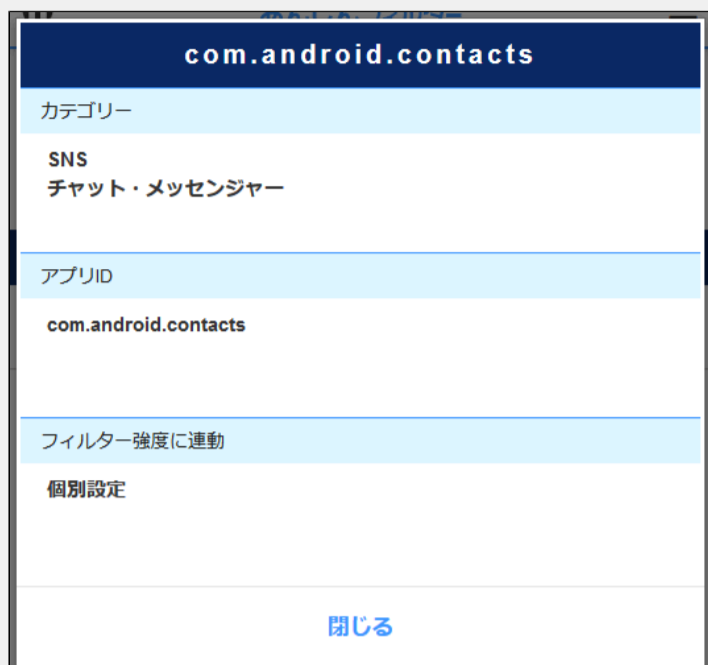 com.android.contacts
カテゴリー
SNS
チャット・メッセンジャー
アプリID
com.android.contacts
フィルター強度に連動
個別設定
閉じる